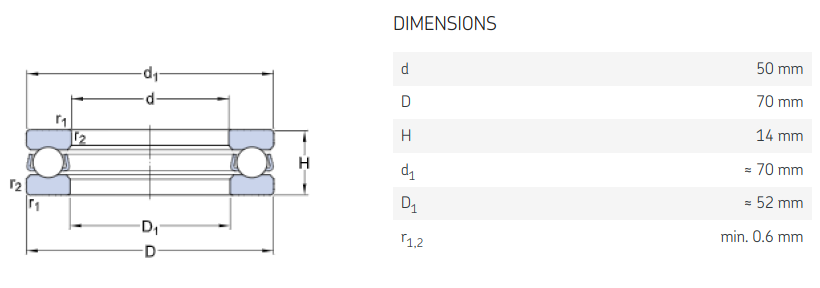 DIMENSIONS
d 50 mm
D 70 mm
H 14 mm
d₁ ≈ 70 mm
D₁ ≈ 52 mm
r₁,₂ min. 0.6 mm
d₁
d
r₁
r₂
H
r₂
r₁
D₁
D